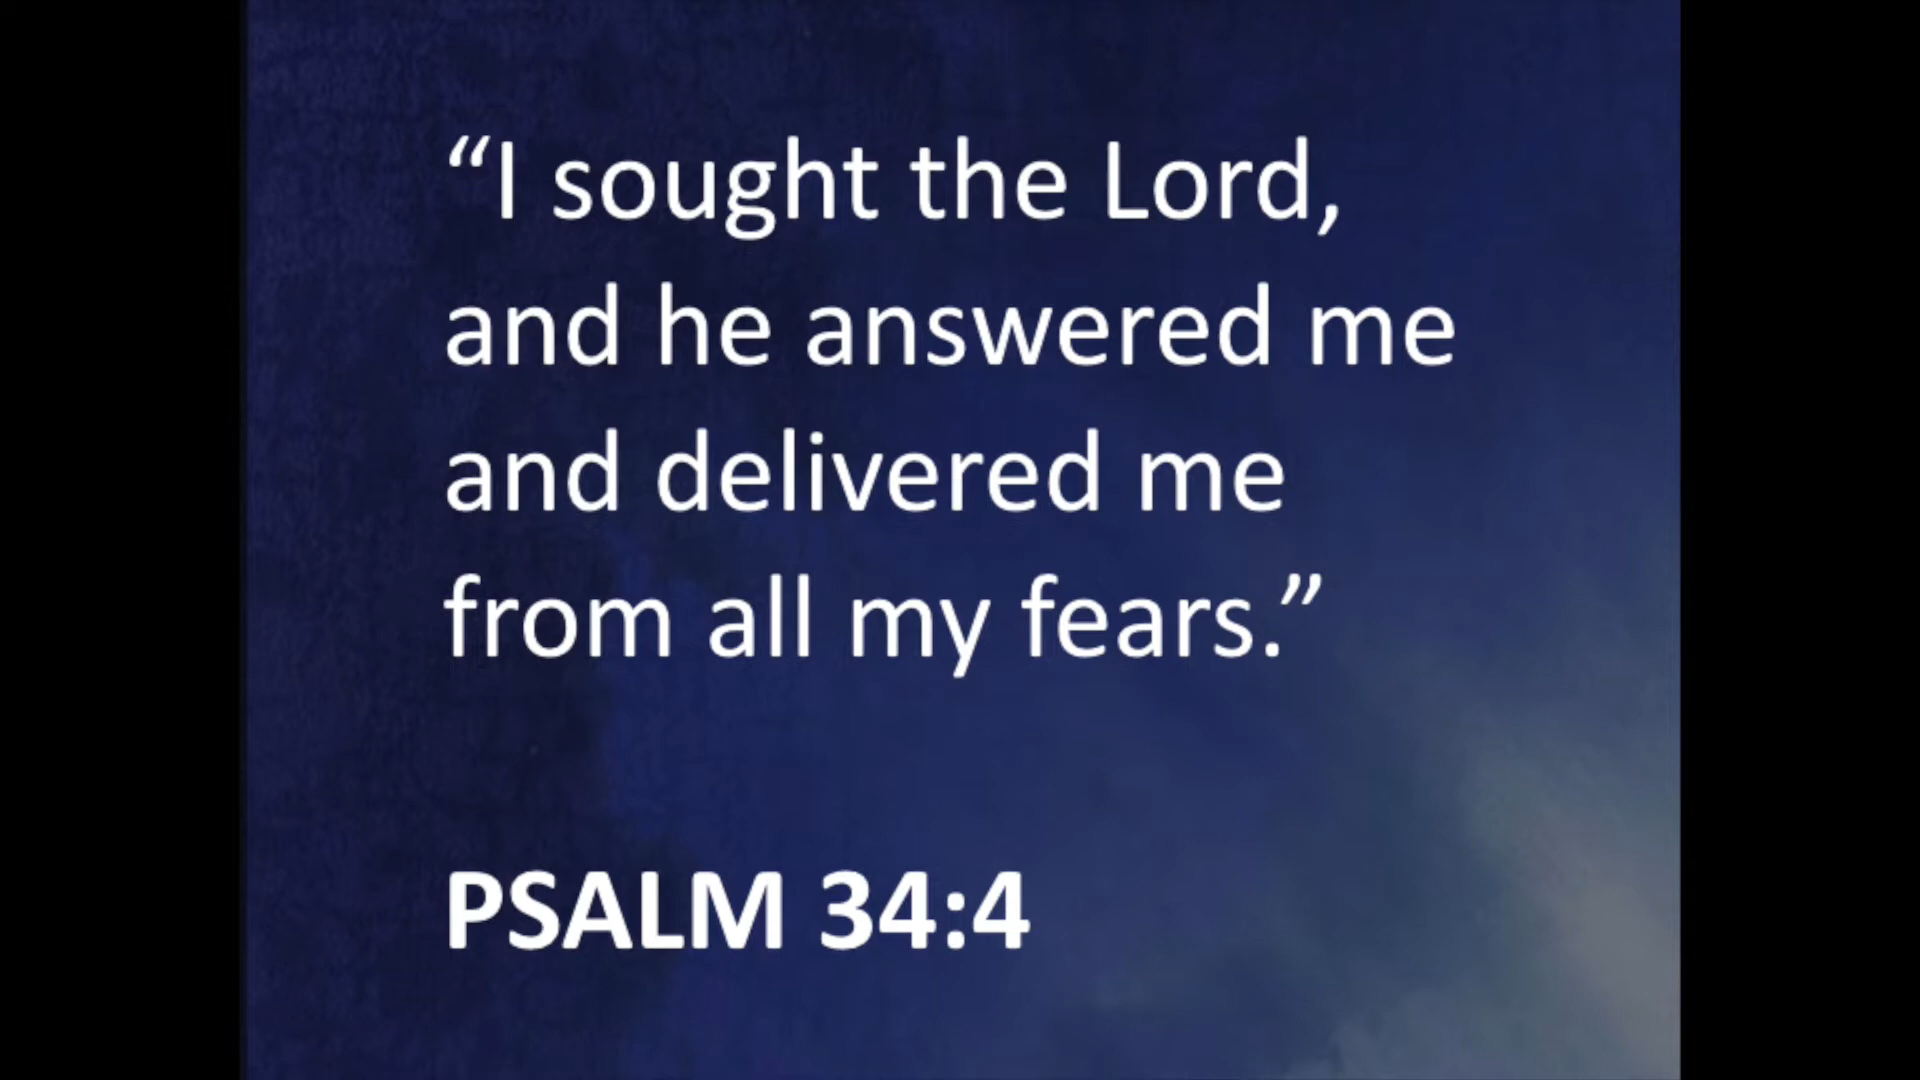 “I sought the Lord,
and he answered me
and delivered me
from all my fears.”
PSALM 34:4